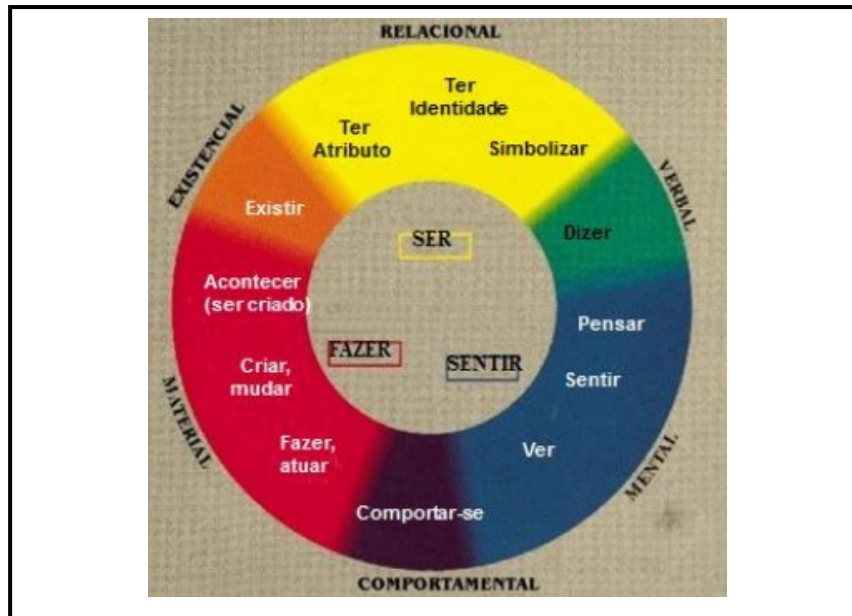 RELACIONAL
Ter
Identidade
Ter
Atributo
Simbolizar
EXISTENCIAL
Existir
VERBAL
Dizer
SER
Acontecer
(ser criado)
Pensar
FAZER
SENTIR
Criar,
mudar
Sentir
MATERIAL
Fazer,
atuar
Ver
MENTAL
Comportar-se
COMPORTAMENTAL